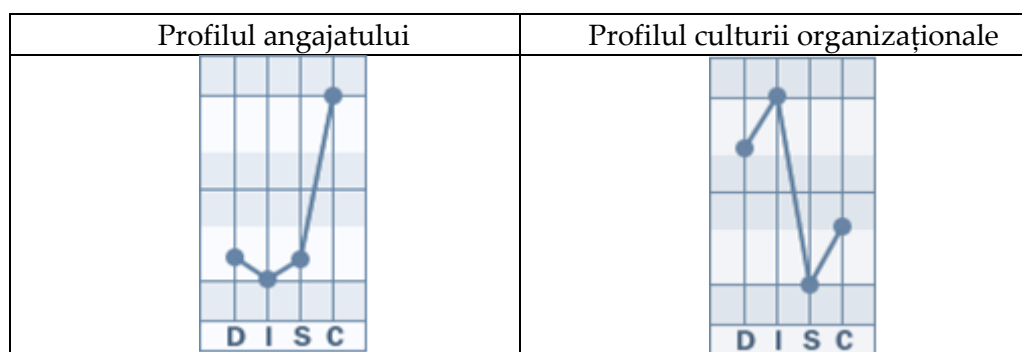 Profilul angajatului
Profilul culturii organizaționale
D I S C
D I S C